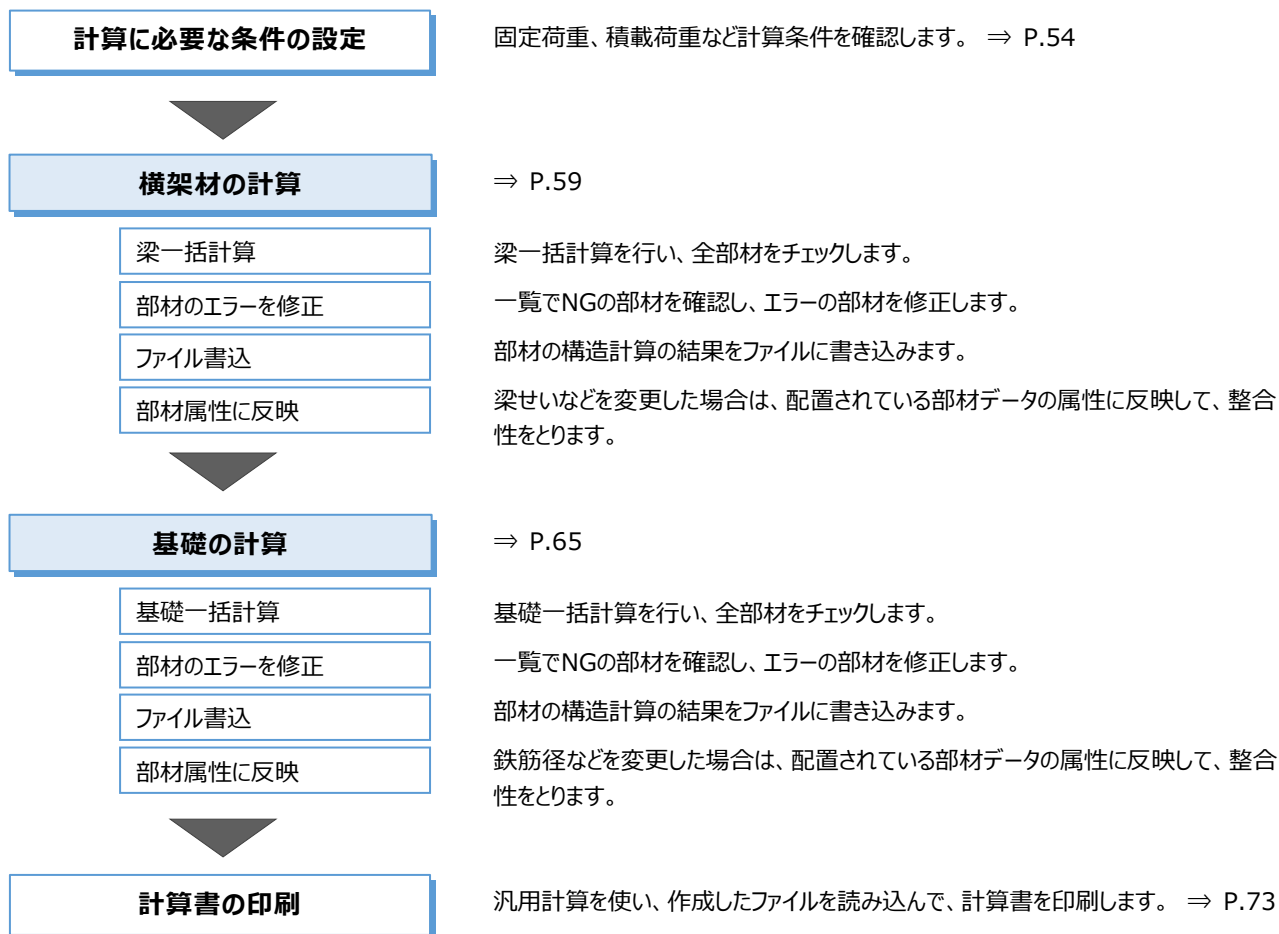 計算に必要な条件の設定
固定荷重、積載荷重など計算条件を確認します。 ⇒ P.54
横架材の計算
⇒ P.59
梁一括計算
梁一括計算を行い、全部材をチェックします。
部材のエラーを修正
一覧でNGの部材を確認し、エラーの部材を修正します。
ファイル書込
部材の構造計算の結果をファイルに書き込みます。
部材属性に反映
梁せいなどを変更した場合は、配置されている部材データの属性に反映して、整合
性をとります。
基礎の計算
⇒ P.65
基礎一括計算
基礎一括計算を行い、全部材をチェックします。
部材のエラーを修正
一覧でNGの部材を確認し、エラーの部材を修正します。
ファイル書込
部材の構造計算の結果をファイルに書き込みます。
部材属性に反映
鉄筋径などを変更した場合は、配置されている部材データの属性に反映して、整合
性をとります。
計算書の印刷
汎用計算を使い、作成したファイルを読み込んで、計算書を印刷します。 ⇒ P.73